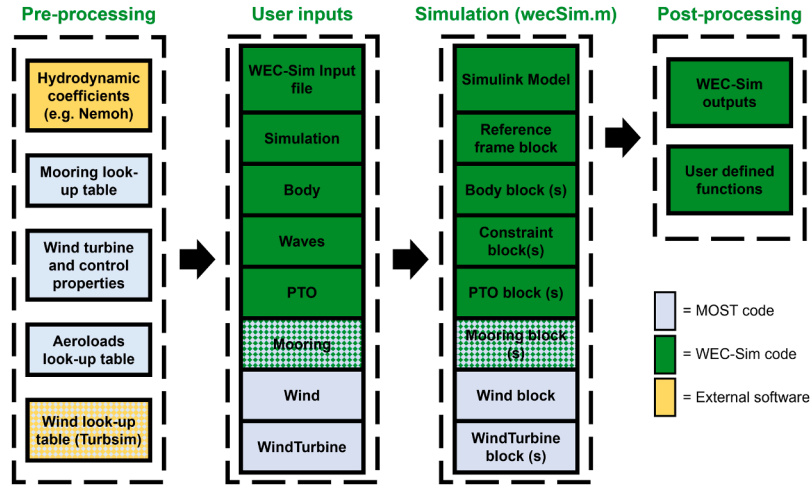 Pre-processing
Hydrodynamic
coefficients
(e.g. Nemoh)
Mooring look-
up table
Wind turbine
and control
properties
Aeroloads
look-up table
Wind look-up
table (Turbsim)
User inputs
WEC-Sim Input
file
Simulation
Body
Waves
PTO
Mooring
Wind
WindTurbine
Simulation (wecSim.m)
Simulink Model
Reference
frame block
Body block (s)
Constraint
block(s)
PTO block (s)
Mooring block
(s)
Wind block
WindTurbine
block (s)
Post-processing
WEC-Sim
outputs
User defined
functions
= MOST code
= WEC-Sim code
= External software